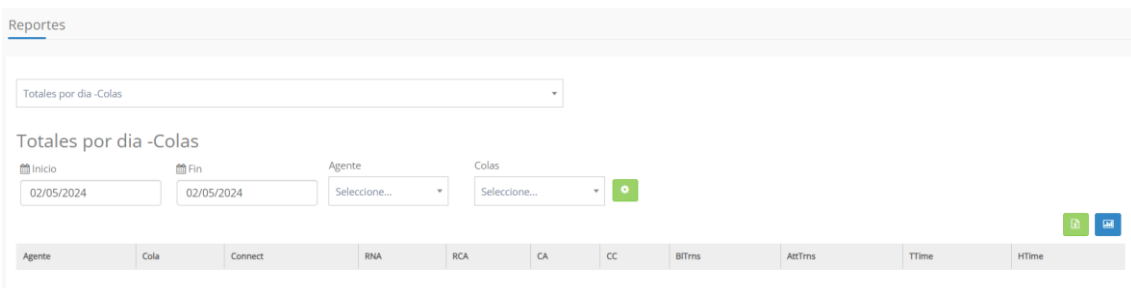 Reportes
Totales por dia -Colas
Totales por dia -Colas
Inicio Fin Agente Colas
02/05/2024 02/05/2024 Seleccione... Seleccione...
Agente Cola Connect RNA RCA CA CC BlTrns AttTrns TTime HTime